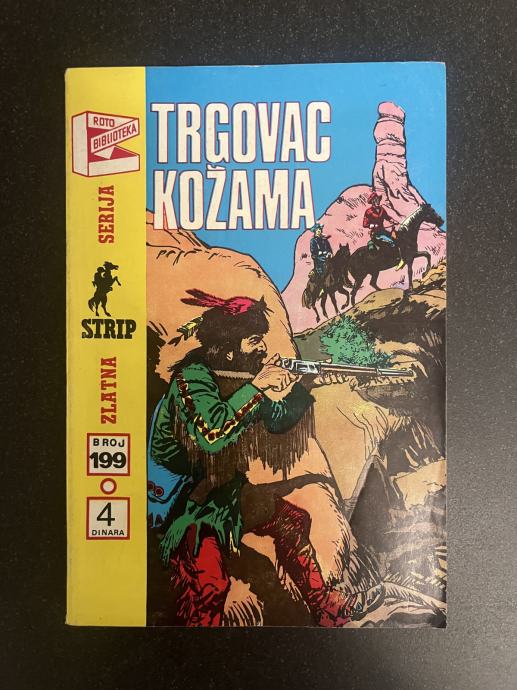 ROTO
BIBLIOTEKA
TRGOVAC
KOŽAMA
ZLATNA
STRIP
SERIJA
BROJ
199
4
DINARA